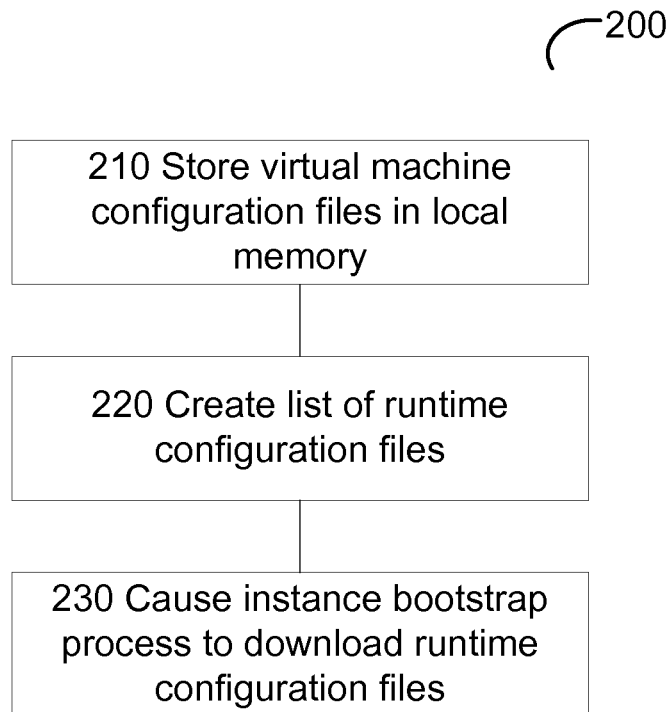 200
210 Store virtual machine
configuration files in local
memory
220 Create list of runtime
configuration files
230 Cause instance bootstrap
process to download runtime
configuration files